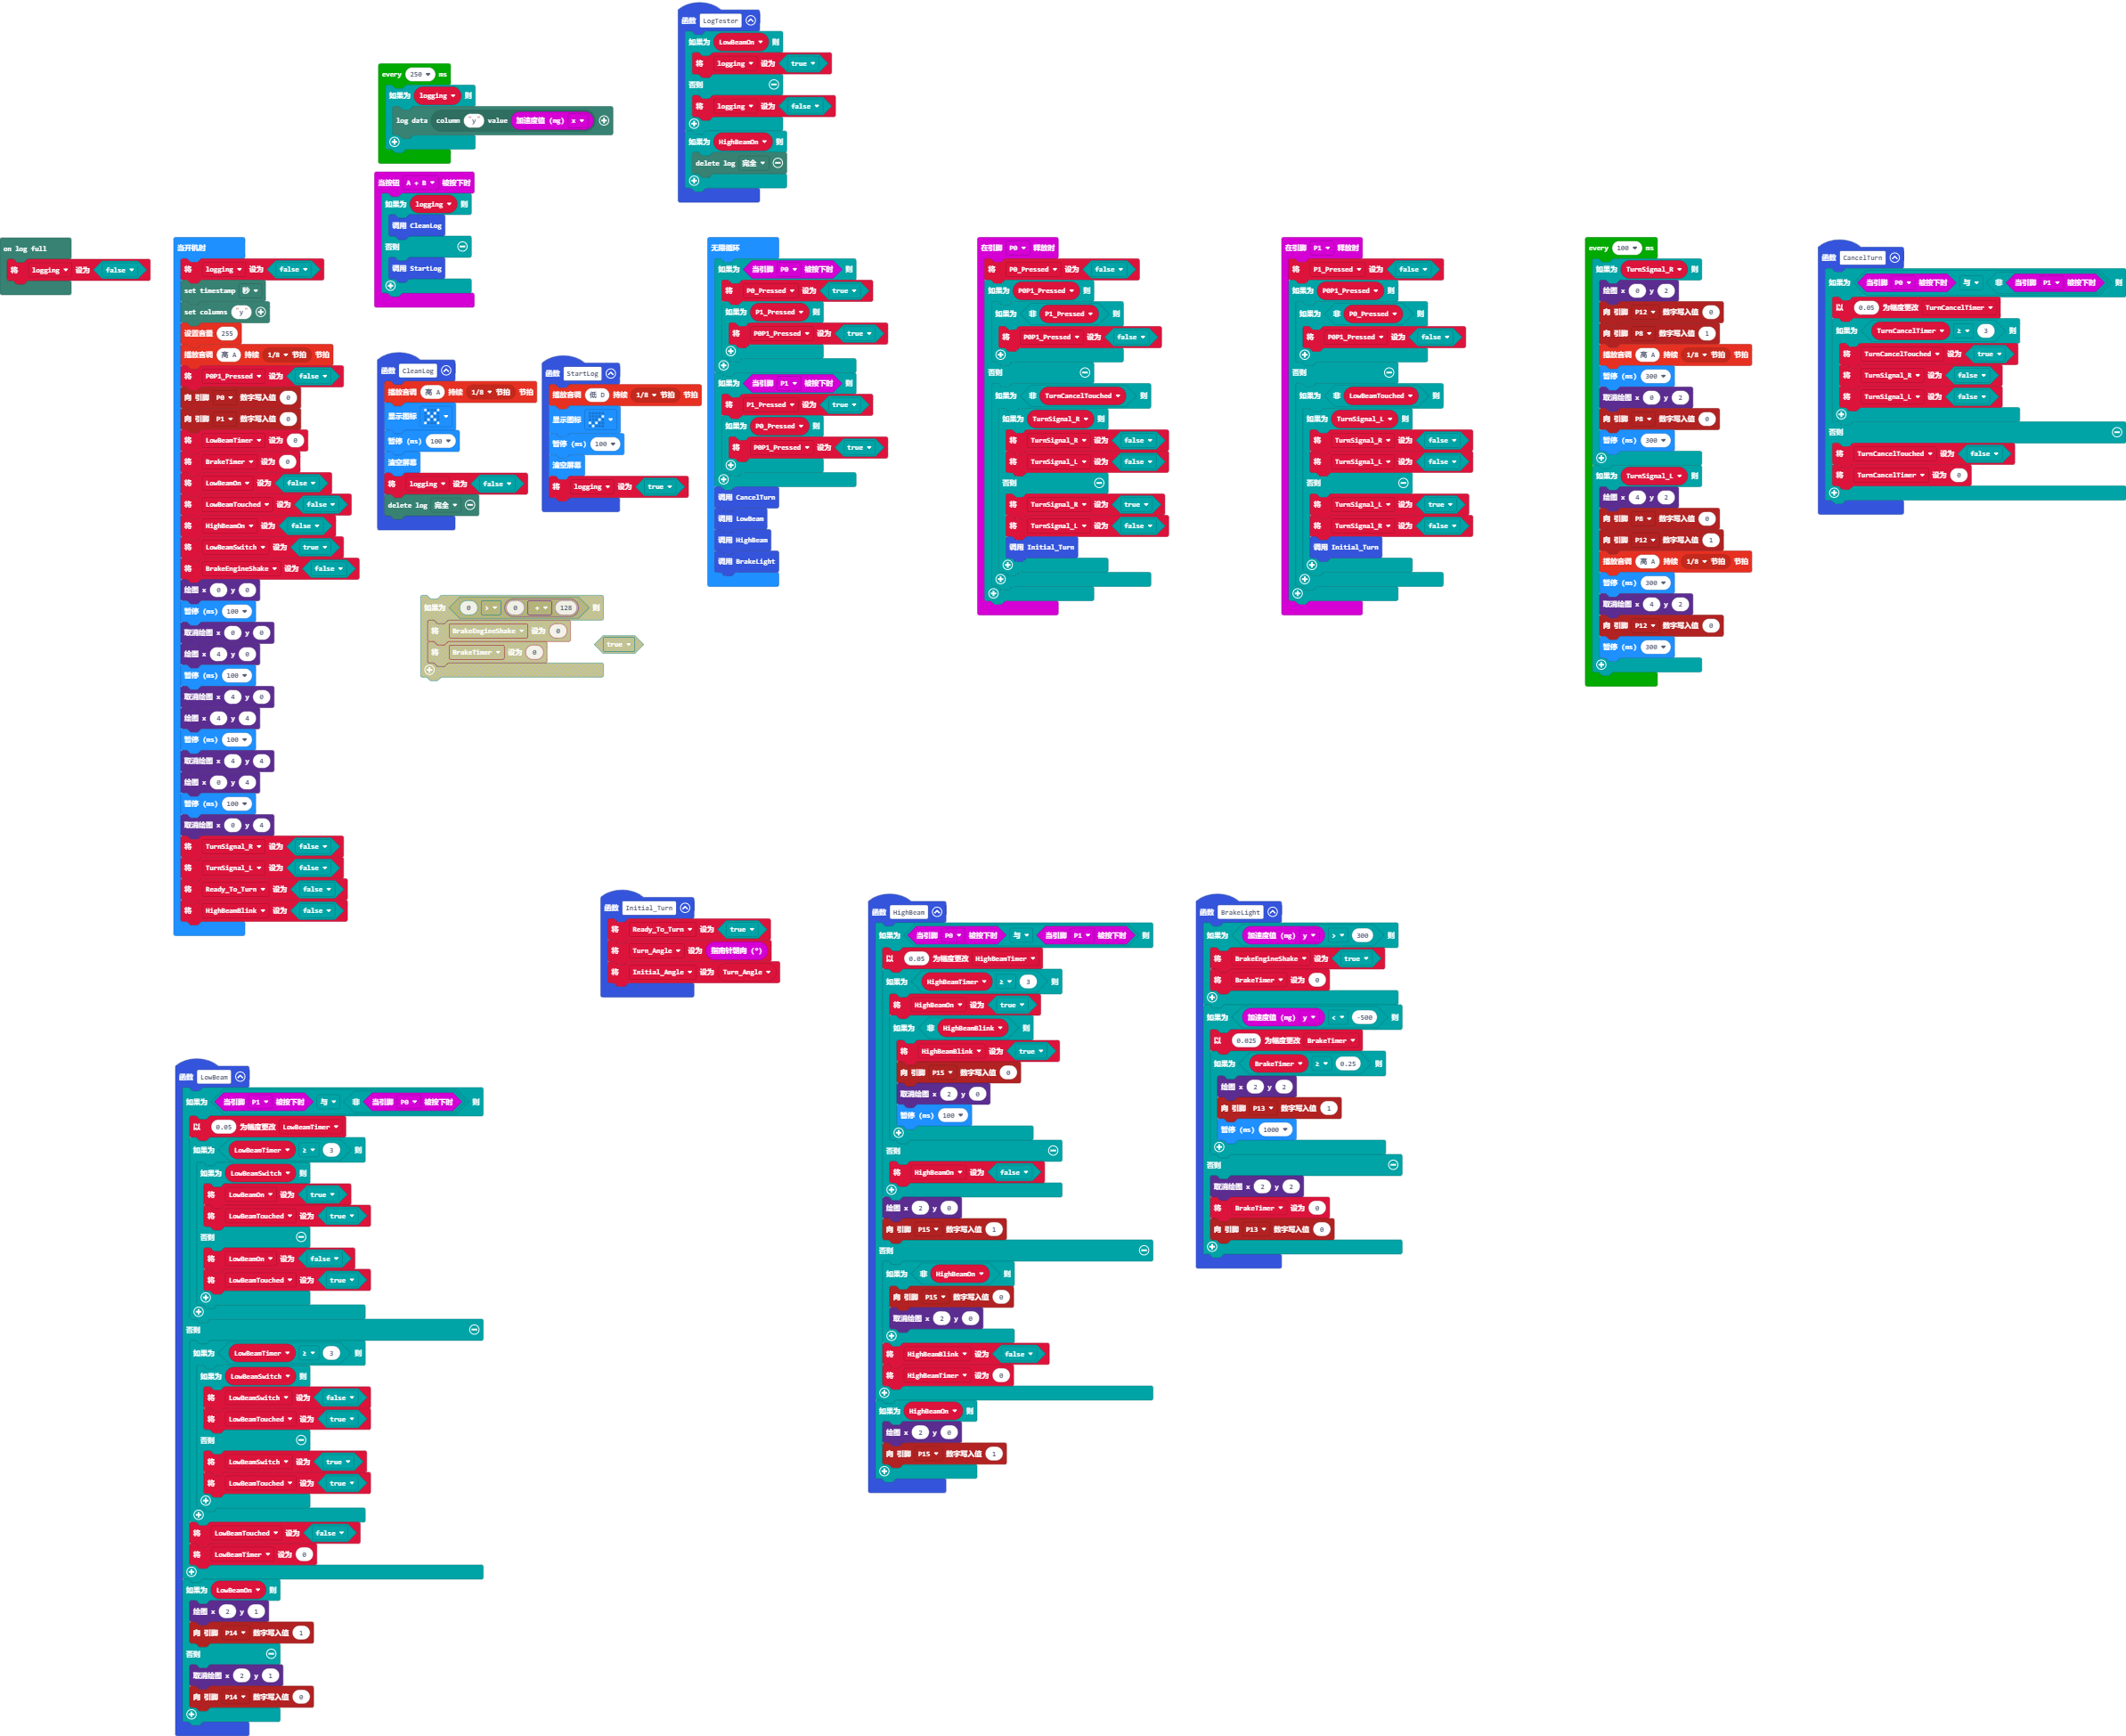 函数 LogTester
如果为 LowBeamOn 则
将 logging 设为 true
否则
将 logging 设为 false
如果为 HighBeamOn 则
delete log 完全
every 250 ms
如果为 logging 则
log data column "y" value 加速度值 (mg) x
当按钮 A + B 被按下时
如果为 logging 则
调用 CleanLog
否则
调用 StartLog
on log full
将 logging 设为 false
当开机时
将 logging 设为 false
set timestamp 秒
set columns "y"
设置音量 255
播放音调 高 A 持续 1/8 节拍 节拍
将 P0P1_Pressed 设为 false
向 引脚 P0 数字写入值 0
向 引脚 P1 数字写入值 0
将 LowBeamTimer 设为 0
将 BrakeTimer 设为 0
将 LowBeamOn 设为 false
将 LowBeamTouched 设为 false
将 HighBeamOn 设为 false
将 LowBeamSwitch 设为 true
将 BrakeEngineShake 设为 false
绘图 x 0 y 0
暂停 (ms) 100
取消绘图 x 0 y 0
绘图 x 4 y 0
暂停 (ms) 100
取消绘图 x 4 y 0
绘图 x 4 y 4
暂停 (ms) 100
取消绘图 x 4 y 4
绘图 x 0 y 4
暂停 (ms) 100
取消绘图 x 0 y 4
将 TurnSignal_R 设为 false
将 TurnSignal_L 设为 false
将 Ready_To_Turn 设为 false
将 HighBeamBlink 设为 false
函数 CleanLog
播放音调 高 A 持续 1/8 节拍 节拍
显示图标
暂停 (ms) 100
清空屏幕
将 logging 设为 false
delete log 完全
函数 StartLog
播放音调 低 D 持续 1/8 节拍 节拍
显示图标
暂停 (ms) 100
清空屏幕
将 logging 设为 true
如果为 0 > 0 + 128 则
将 BrakeEngineShake 设为 0
将 BrakeTimer 设为 0
true
无限循环
如果为 当引脚 P0 被按下时 则
将 P0_Pressed 设为 true
如果为 P1_Pressed 则
将 P0P1_Pressed 设为 true
如果为 当引脚 P1 被按下时 则
将 P1_Pressed 设为 true
如果为 P0_Pressed 则
将 P0P1_Pressed 设为 true
调用 CancelTurn
调用 LowBeam
调用 HighBeam
调用 BrakeLight
在引脚 P0 释放时
将 P0_Pressed 设为 false
如果为 P0P1_Pressed 则
如果为 非 P1_Pressed 则
将 P0P1_Pressed 设为 false
否则
如果为 非 TurnCancelTouched 则
如果为 TurnSignal_R 则
将 TurnSignal_R 设为 false
将 TurnSignal_L 设为 false
否则
将 TurnSignal_R 设为 true
将 TurnSignal_L 设为 false
调用 Initial_Turn
在引脚 P1 释放时
将 P1_Pressed 设为 false
如果为 P0P1_Pressed 则
如果为 非 P0_Pressed 则
将 P0P1_Pressed 设为 false
否则
如果为 非 LowBeamTouched 则
如果为 TurnSignal_L 则
将 TurnSignal_R 设为 false
将 TurnSignal_L 设为 false
否则
将 TurnSignal_L 设为 true
将 TurnSignal_R 设为 false
调用 Initial_Turn
every 100 ms
如果为 TurnSignal_R 则
绘图 x 0 y 2
向 引脚 P12 数字写入值 0
向 引脚 P8 数字写入值 1
播放音调 高 A 持续 1/8 节拍 节拍
暂停 (ms) 300
取消绘图 x 0 y 2
向 引脚 P8 数字写入值 0
暂停 (ms) 300
如果为 TurnSignal_L 则
绘图 x 4 y 2
向 引脚 P8 数字写入值 0
向 引脚 P12 数字写入值 1
播放音调 高 A 持续 1/8 节拍 节拍
暂停 (ms) 300
取消绘图 x 4 y 2
向 引脚 P12 数字写入值 0
暂停 (ms) 300
函数 CancelTurn
如果为 当引脚 P0 被按下时 与 非 当引脚 P1 被按下时 则
以 0.05 为幅度更改 TurnCancelTimer
如果为 TurnCancelTimer ≥ 3 则
将 TurnCancelTouched 设为 true
将 TurnSignal_R 设为 false
将 TurnSignal_L 设为 false
否则
将 TurnCancelTouched 设为 false
将 TurnCancelTimer 设为 0
函数 Initial_Turn
将 Ready_To_Turn 设为 true
将 Turn_Angle 设为 指南针朝向 (°)
将 Initial_Angle 设为 Turn_Angle
函数 HighBeam
如果为 当引脚 P0 被按下时 与 当引脚 P1 被按下时 则
以 0.05 为幅度更改 HighBeamTimer
如果为 HighBeamTimer ≥ 3 则
将 HighBeamOn 设为 true
如果为 非 HighBeamBlink 则
将 HighBeamBlink 设为 true
向 引脚 P15 数字写入值 0
取消绘图 x 2 y 0
暂停 (ms) 100
否则
将 HighBeamOn 设为 false
绘图 x 2 y 0
向 引脚 P15 数字写入值 1
否则
如果为 非 HighBeamOn 则
向 引脚 P15 数字写入值 0
取消绘图 x 2 y 0
将 HighBeamBlink 设为 false
将 HighBeamTimer 设为 0
如果为 HighBeamOn 则
绘图 x 2 y 0
向 引脚 P15 数字写入值 1
函数 BrakeLight
如果为 加速度值 (mg) y > 300 则
将 BrakeEngineShake 设为 true
将 BrakeTimer 设为 0
如果为 加速度值 (mg) y < -500 则
以 0.025 为幅度更改 BrakeTimer
如果为 BrakeTimer ≥ 0.25 则
绘图 x 2 y 2
向 引脚 P13 数字写入值 1
暂停 (ms) 1000
否则
取消绘图 x 2 y 2
将 BrakeTimer 设为 0
向 引脚 P13 数字写入值 0
函数 LowBeam
如果为 当引脚 P1 被按下时 与 非 当引脚 P0 被按下时 则
以 0.05 为幅度更改 LowBeamTimer
如果为 LowBeamTimer ≥ 3 则
如果为 LowBeamSwitch 则
将 LowBeamOn 设为 true
将 LowBeamTouched 设为 true
否则
将 LowBeamOn 设为 false
将 LowBeamTouched 设为 true
否则
如果为 LowBeamTimer ≥ 3 则
如果为 LowBeamSwitch 则
将 LowBeamSwitch 设为 false
将 LowBeamTouched 设为 true
否则
将 LowBeamSwitch 设为 true
将 LowBeamTouched 设为 true
将 LowBeamTouched 设为 false
将 LowBeamTimer 设为 0
如果为 LowBeamOn 则
绘图 x 2 y 1
向 引脚 P14 数字写入值 1
否则
取消绘图 x 2 y 1
向 引脚 P14 数字写入值 0